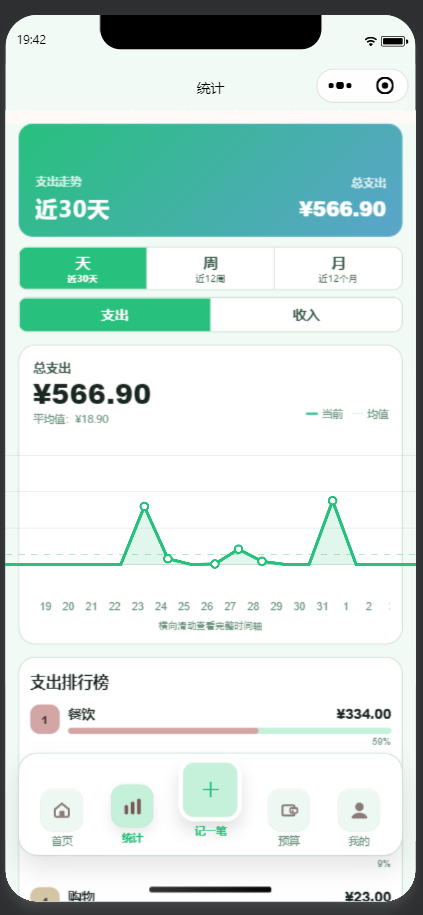 19:42
统计
支出走势
近30天
总支出
¥566.90
天
近30天
周
近12周
月
近12个月
支出
收入
总支出
¥566.90
平均值: ¥18.90
当前
均值
19 20 21 22 23 24 25 26 27 28 29 30 31 1 2
横向滑动查看完整时间轴
支出排行榜
1
餐饮
¥334.00
59%
首页
统计
记一笔
预算
我的
9%
4
购物
¥23.00